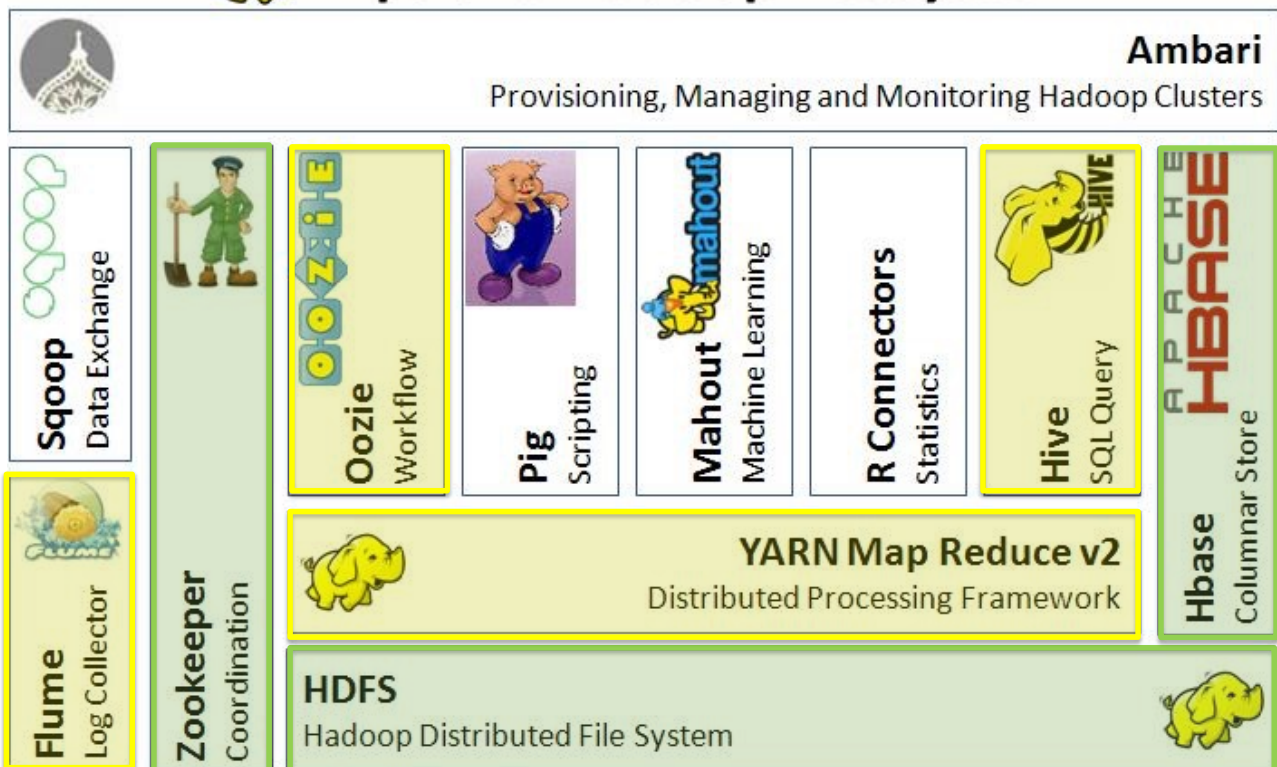 Ambari
Provisioning, Managing and Monitoring Hadoop Clusters
sqoop
Sqoop
Data Exchange
FLUME
Flume
Log Collector
Zookeeper
Coordination
OOZIE
Oozie
Workflow
Pig
Scripting
mahout
Mahout
Machine Learning
R Connectors
Statistics
HIVE
Hive
SQL Query
APACHE
HBASE
Hbase
Columnar Store
YARN Map Reduce v2
Distributed Processing Framework
HDFS
Hadoop Distributed File System